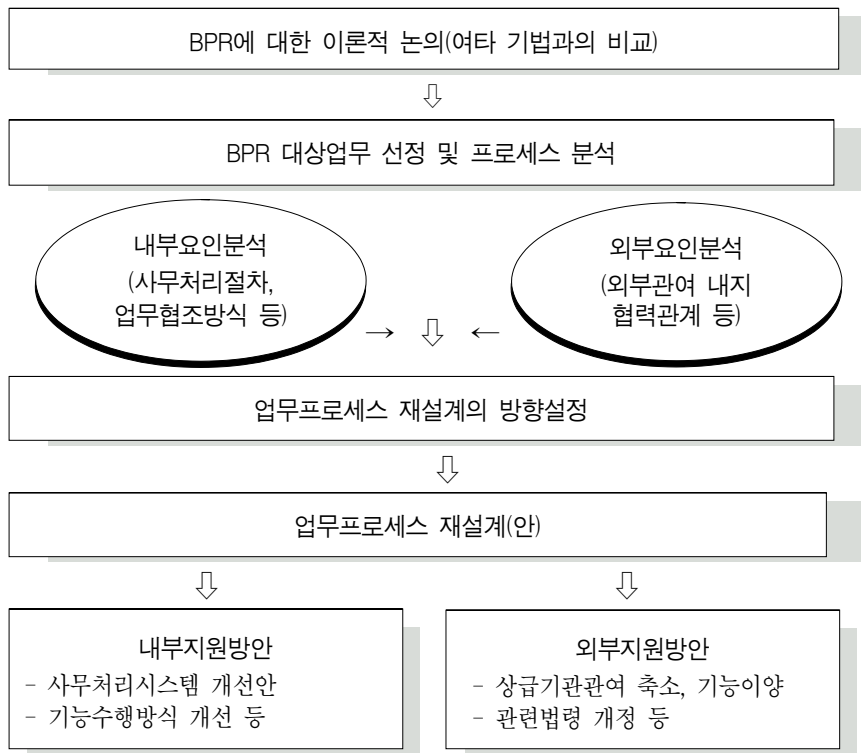 BPR에 대한 이론적 논의(여타 기법과의 비교)
⇩
BPR 대상업무 선정 및 프로세스 분석
내부요인분석
(사무처리절차,
업무협조방식 등)
외부요인분석
(외부관여 내지
협력관계 등)
→ ⇩ ←
업무프로세스 재설계의 방향설정
⇩
업무프로세스 재설계(안)
⇩ ⇩
내부지원방안
- 사무처리시스템 개선안
- 기능수행방식 개선 등
외부지원방안
- 상급기관관여 축소, 기능이양
- 관련법령 개정 등